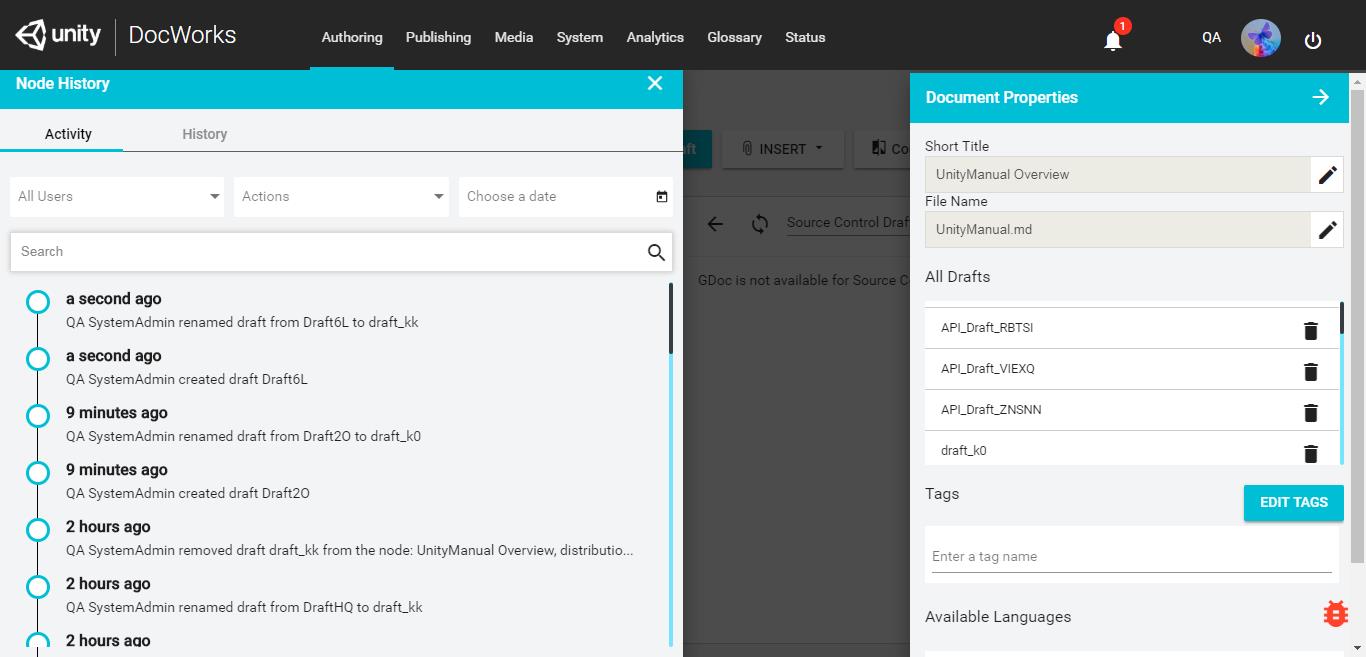 unity DocWorks Authoring Publishing Media System Analytics Glossary Status 1 QA
Node History
Activity History
All Users Actions Choose a date
Search
a second ago
QA SystemAdmin renamed draft from Draft6L to draft_kk
a second ago
QA SystemAdmin created draft Draft6L
9 minutes ago
QA SystemAdmin renamed draft from Draft2O to draft_k0
9 minutes ago
QA SystemAdmin created draft Draft2O
2 hours ago
QA SystemAdmin removed draft draft_kk from the node: UnityManual Overview, distributio...
2 hours ago
QA SystemAdmin renamed draft from DraftHQ to draft_kk
2 hours ago
ft INSERT Co
Source Control Draf
GDoc is not available for Source C
Document Properties
Short Title
UnityManual Overview
File Name
UnityManual.md
All Drafts
API_Draft_RBTSI
API_Draft_VIEXQ
API_Draft_ZNSNN
draft_k0
Tags
EDIT TAGS
Enter a tag name
Available Languages